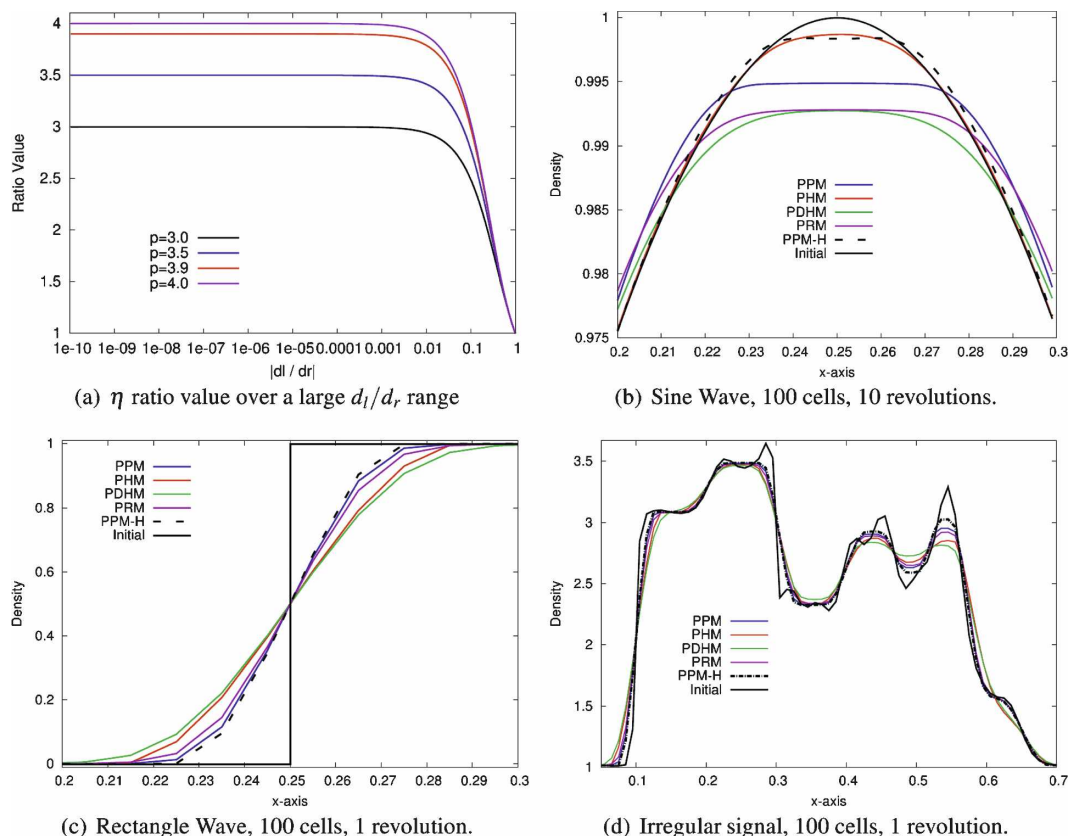 4
3.5
3
2.5
2
1.5
1
Ratio Value
p=3.0
p=3.5
p=3.9
p=4.0
1e-10 1e-09 1e-08 1e-07 1e-06 1e-05 0.0001 0.001 0.01 0.1 1
|dl / dr|
(a) η ratio value over a large d_l/d_r range
1
0.995
0.99
0.985
0.98
0.975
Density
PPM
PHM
PDHM
PRM
PPM-H
Initial
0.2 0.21 0.22 0.23 0.24 0.25 0.26 0.27 0.28 0.29 0.3
x-axis
(b) Sine Wave, 100 cells, 10 revolutions.
1
0.8
0.6
0.4
0.2
0
Density
PPM
PHM
PDHM
PRM
PPM-H
Initial
0.2 0.21 0.22 0.23 0.24 0.25 0.26 0.27 0.28 0.29 0.3
x-axis
(c) Rectangle Wave, 100 cells, 1 revolution.
3.5
3
2.5
2
1.5
1
Density
PPM
PHM
PDHM
PRM
PPM-H
Initial
0.1 0.2 0.3 0.4 0.5 0.6 0.7
x-axis
(d) Irregular signal, 100 cells, 1 revolution.